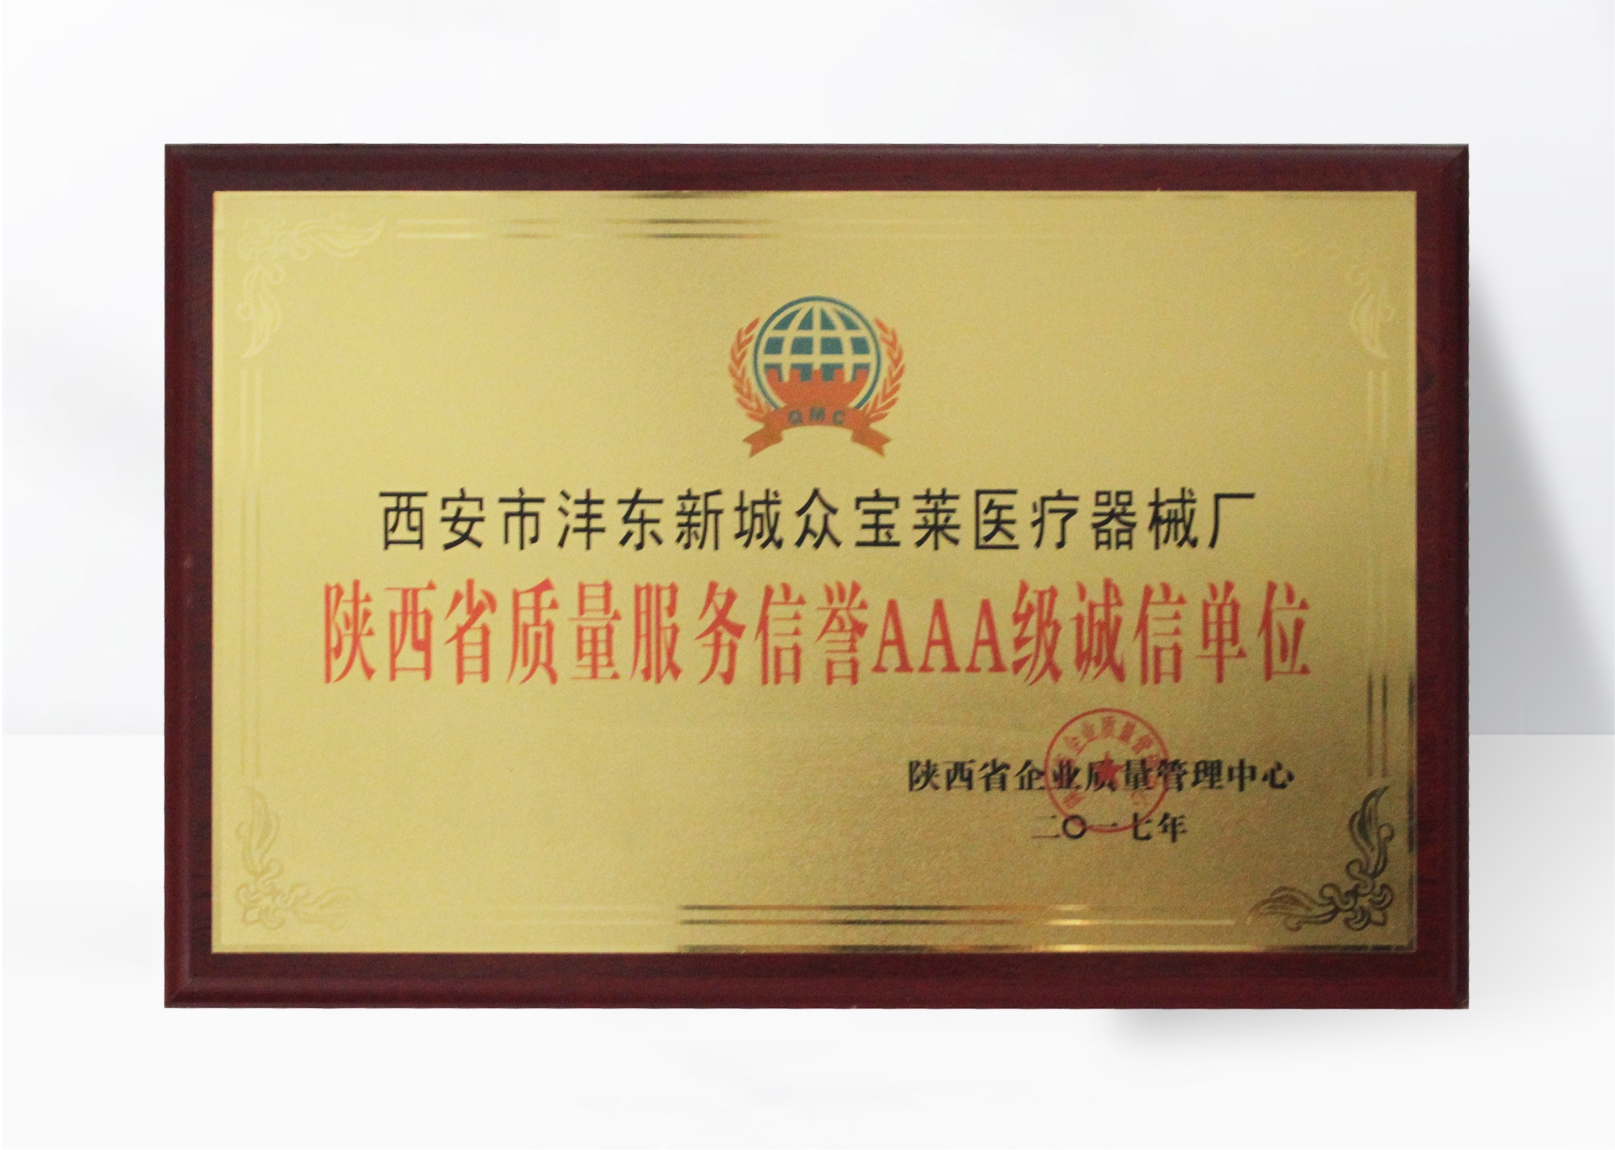 QMC
西安市沣东新城众宝莱医疗器械厂
陕西省质量服务信誉AAA级诚信单位
陕西省企业质量管理中心
二〇一七年